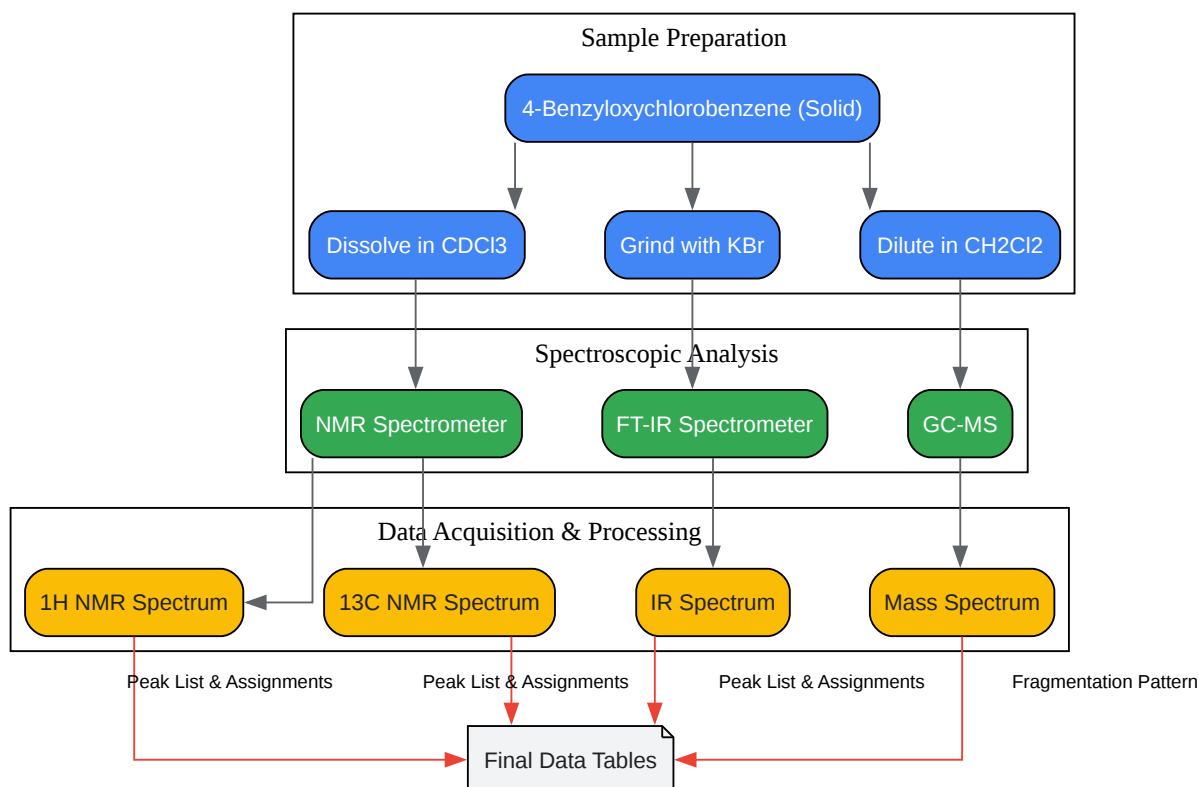 Sample Preparation
4-Benzyloxychlorobenzene (Solid)
Dissolve in CDCl3
Grind with KBr
Dilute in CH2Cl2
Spectroscopic Analysis
NMR Spectrometer
FT-IR Spectrometer
GC-MS
Data Acquisition & Processing
1H NMR Spectrum
13C NMR Spectrum
IR Spectrum
Mass Spectrum
Peak List & Assignments
Peak List & Assignments
Peak List & Assignments
Fragmentation Pattern
Final Data Tables